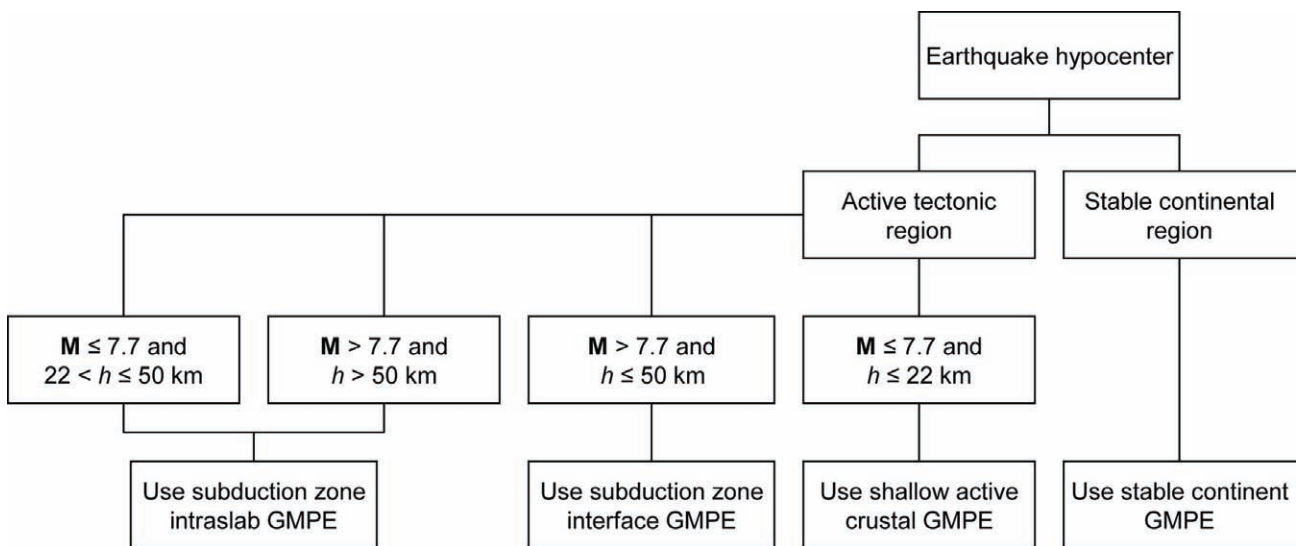 Earthquake hypocenter
Active tectonic
region
Stable continental
region
M ≤ 7.7 and
22 < h ≤ 50 km
M > 7.7 and
h > 50 km
M > 7.7 and
h ≤ 50 km
M ≤ 7.7 and
h ≤ 22 km
Use subduction zone
intraslab GMPE
Use subduction zone
interface GMPE
Use shallow active
crustal GMPE
Use stable continent
GMPE